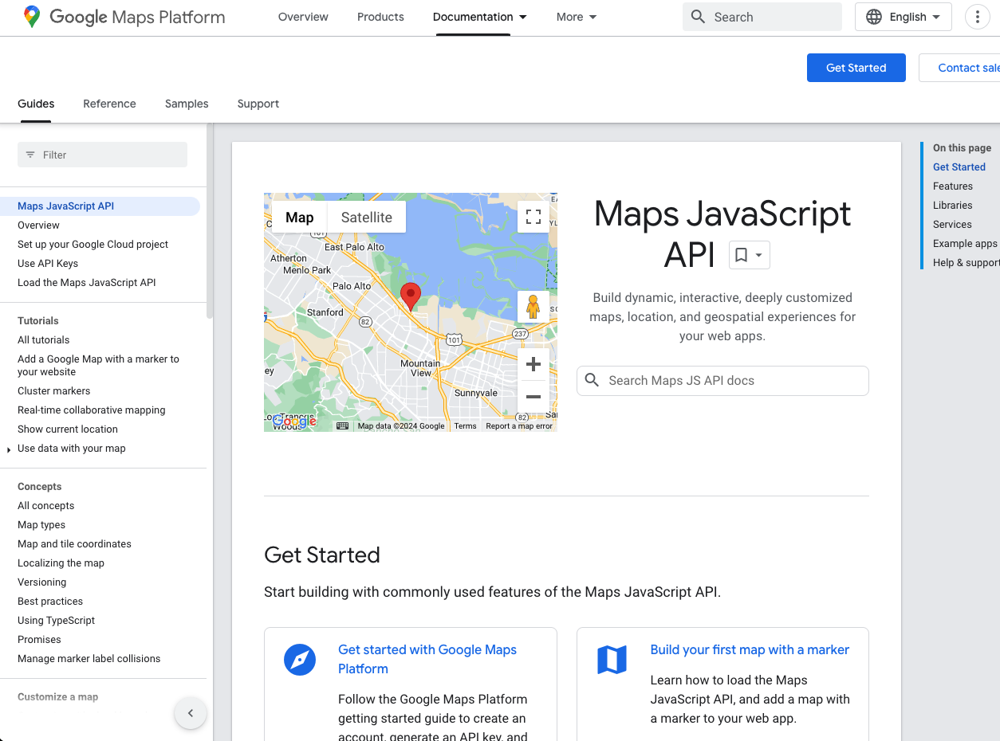 Google Maps Platform
Overview
Products
Documentation
More
Search
English
Get Started
Contact
Guides
Reference
Samples
Support
Filter
Maps JavaScript API
Overview
Set up your Google Cloud project
Use API Keys
Load the Maps JavaScript API
Tutorials
All tutorials
Add a Google Map with a marker to
your website
Cluster markers
Real-time collaborative mapping
Show current location
Use data with your map
Concepts
All concepts
Map types
Map and tile coordinates
Localizing the map
Versioning
Best practices
Using TypeScript
Promises
Manage marker label collisions
Customize a map
Map
Satellite
101
East Palo Alto
Atherton
Menlo Park
Palo Alto
Stanford
82
237
101
Mountain
View
Sunnyvale
82
Google
Map data ©2024 Google
Terms
Report a map error
Maps JavaScript
API
Build dynamic, interactive, deeply customized
maps, location, and geospatial experiences for
your web apps.
Search Maps JS API docs
Get Started
Start building with commonly used features of the Maps JavaScript API.
Get started with Google Maps
Platform
Follow the Google Maps Platform
getting started guide to create an
account, generate an API key, and
Build your first map with a marker
Learn how to load the Maps
JavaScript API, and add a map with
a marker to your web app.
On this page
Get Started
Features
Libraries
Services
Example apps
Help & support